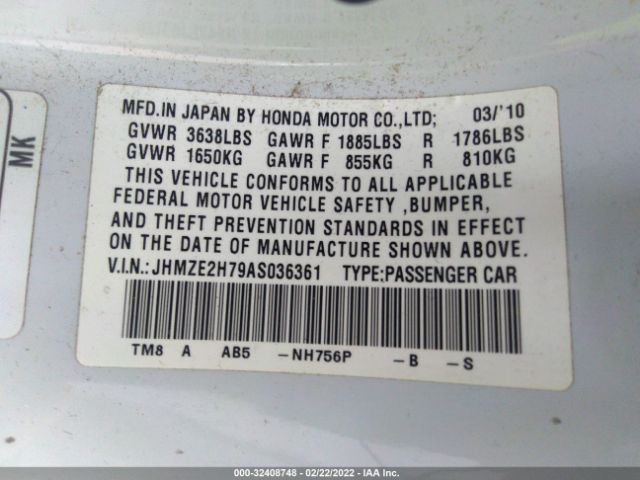 MFD.IN JAPAN BY HONDA MOTOR CO.,LTD; 03/'10
GVWR 3638LBS GAWR F 1885LBS R 1786LBS
GVWR 1650KG GAWR F 855KG R 810KG
THIS VEHICLE CONFORMS TO ALL APPLICABLE
FEDERAL MOTOR VEHICLE SAFETY ,BUMPER,
AND THEFT PREVENTION STANDARDS IN EFFECT
ON THE DATE OF MANUFACTURE SHOWN ABOVE.
V.I.N.:JHMZE2H79AS036361 TYPE:PASSENGER CAR
TM8 A AB5 -NH756P -B -S
MK
000-32408748 - 02/22/2022 - IAA Inc.